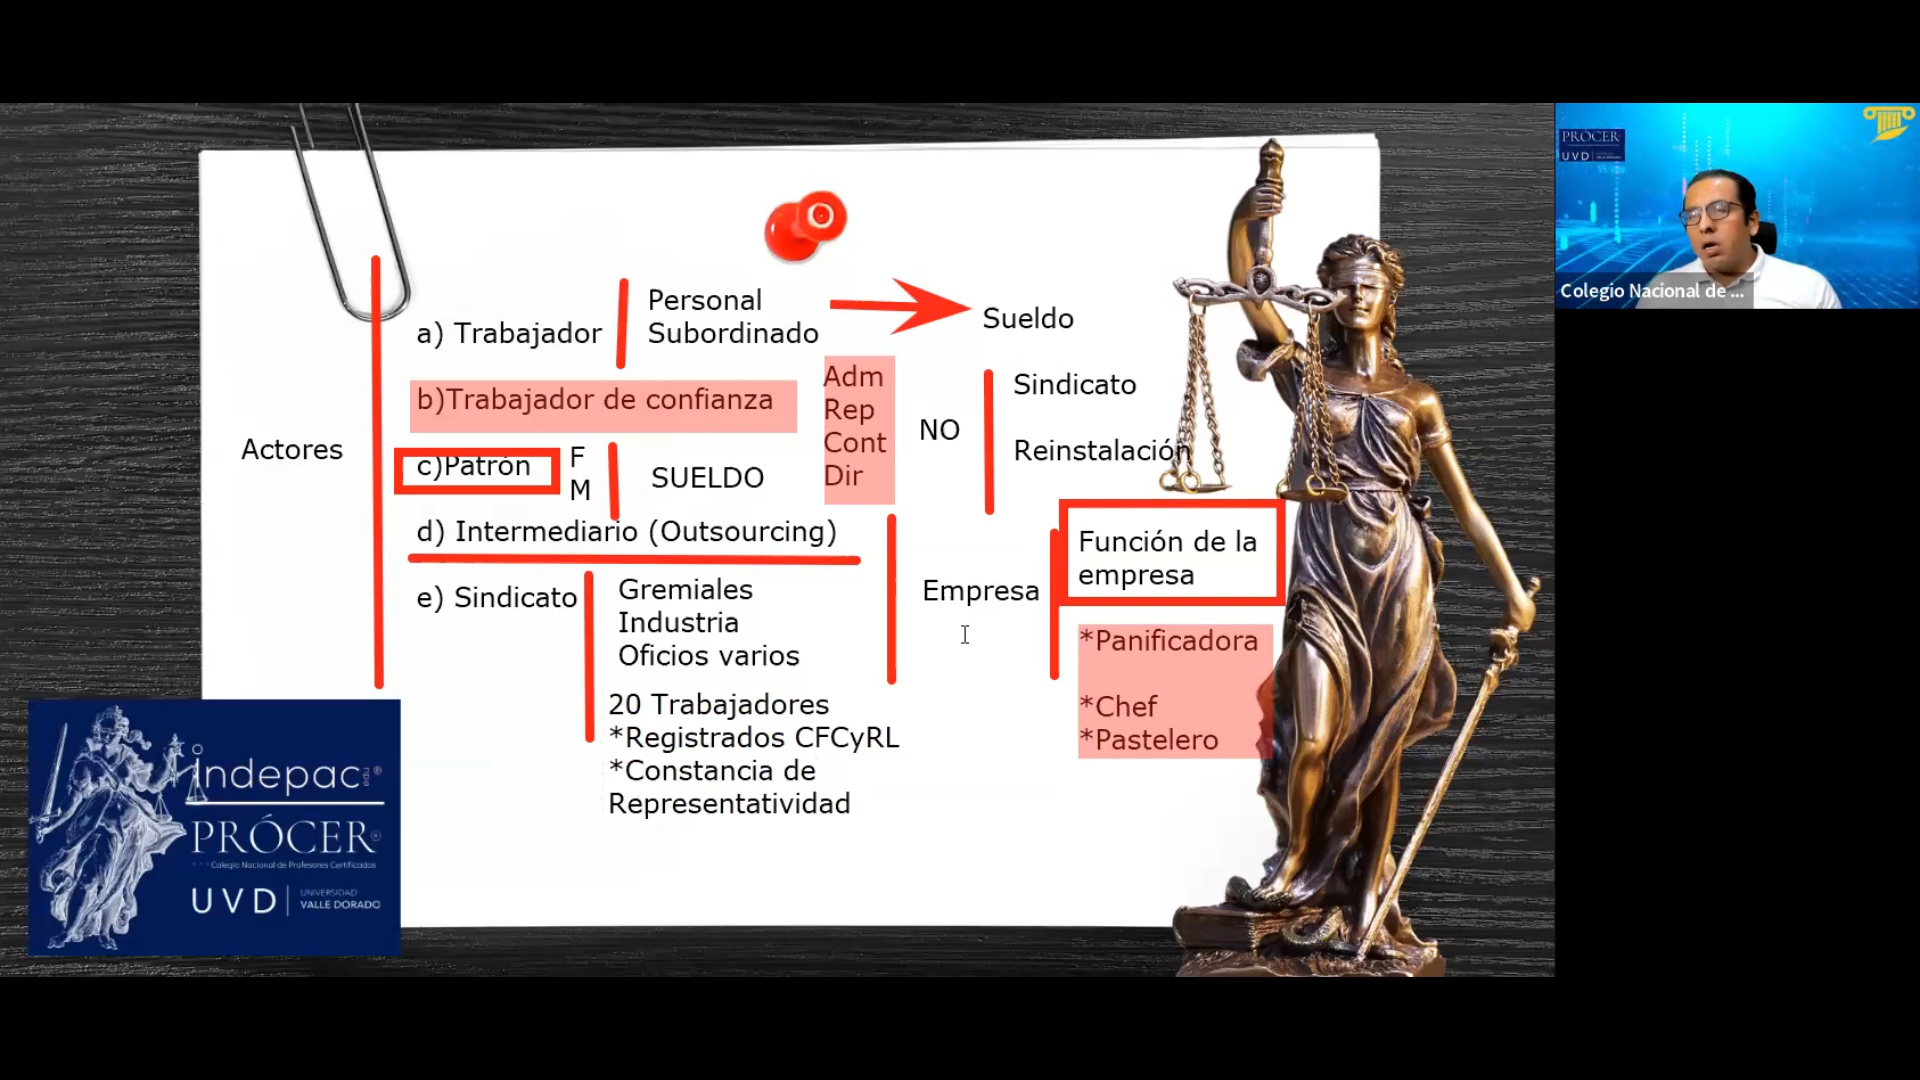 Actores
a) Trabajador
Personal
Subordinado
Sueldo
b)Trabajador de confianza
Adm
Rep
Cont
Dir
NO
Sindicato
Reinstalación
c)Patrón
F
M
SUELDO
d) Intermediario (Outsourcing)
e) Sindicato
Gremiales
Industria
Oficios varios
20 Trabajadores
*Registrados CFCyRL
*Constancia de
Representatividad
Empresa
Función de la
empresa
*Panificadora
*Chef
*Pastelero
indepac
PRÓCER
Colegio Nacional de Profesores Certificados
UVD
UNIVERSIDAD
VALLE DORADO
PRÓCER
UVD
Colegio Nacional de ...